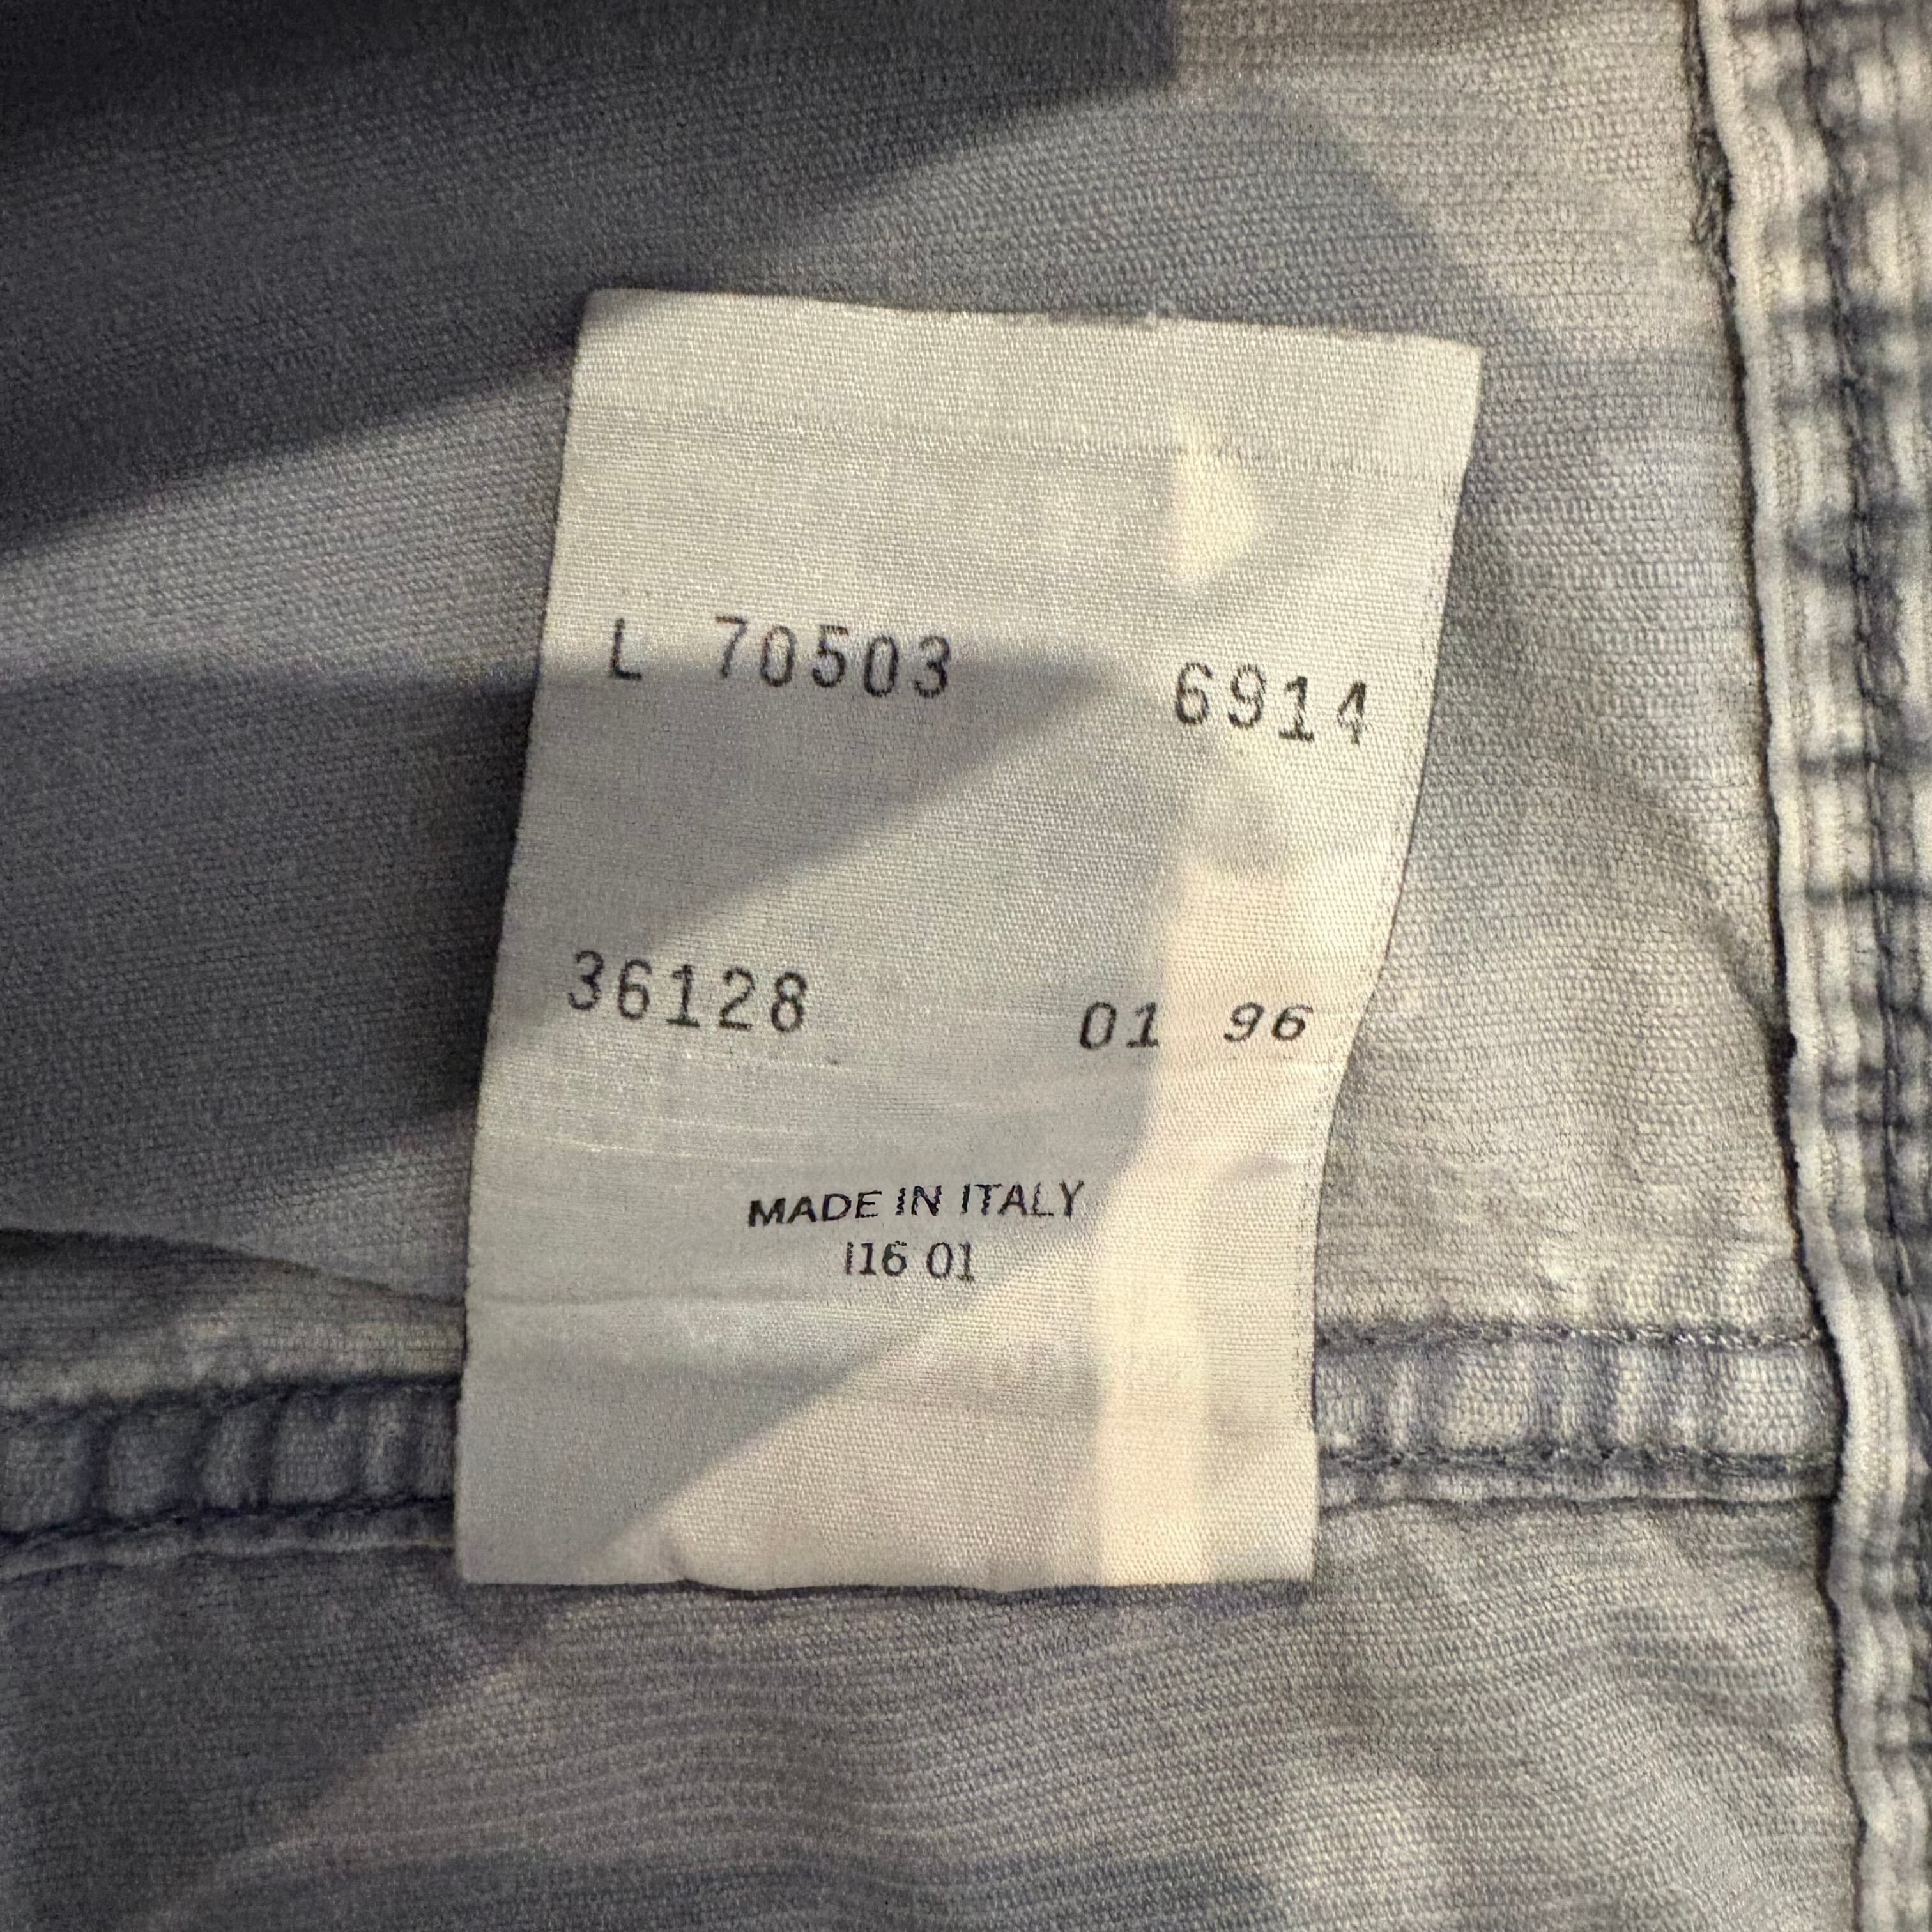 L 70503 6914
36128 01 96
MADE IN ITALY
I16 01